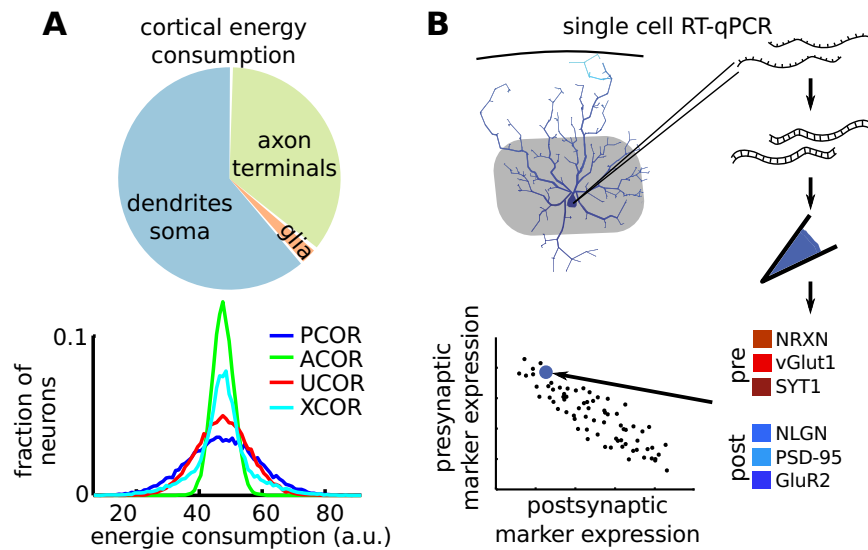 A
cortical energy
consumption
axon
terminals
dendrites
soma
glia
0.1
0
fraction of
neurons
PCOR
ACOR
UCOR
XCOR
20
40
60
80
energie consumption (a.u.)
B
single cell RT-qPCR
presynaptic
marker expression
postsynaptic
marker expression
pre
NRXN
vGlut1
SYT1
post
NLGN
PSD-95
GluR2